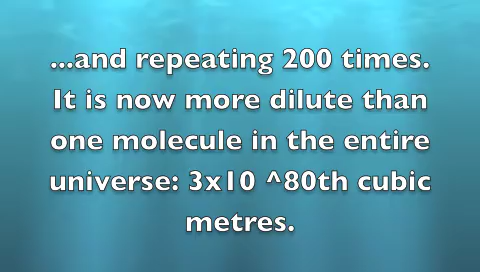 ...and repeating 200 times.
It is now more dilute than
one molecule in the entire
universe: 3x10 ^80th cubic
metres.